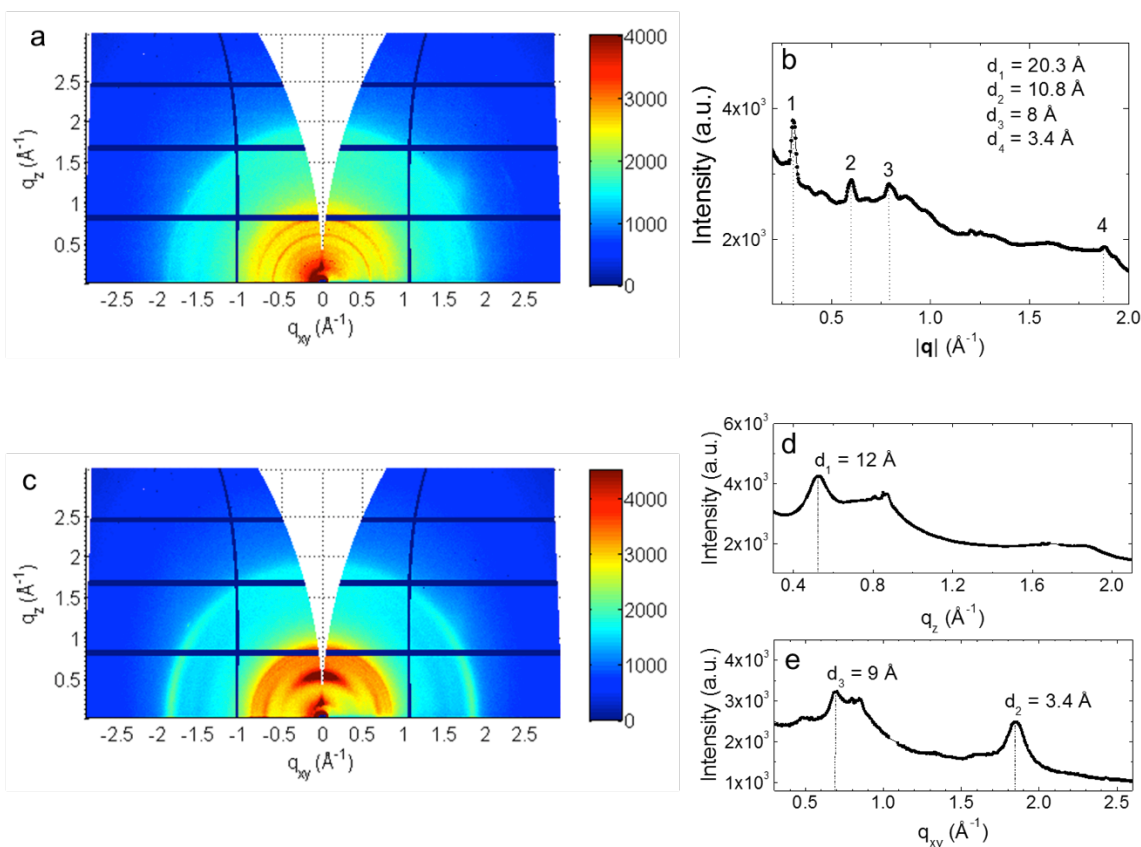 a
4000
3000
2000
1000
0
2.5
2
1.5
1
0.5
q_z (Å⁻¹)
-2.5 -2 -1.5 -1 -0.5 0 0.5 1 1.5 2 2.5
q_xy (Å⁻¹)
b
d₁ = 20.3 Å
d₂ = 10.8 Å
d₃ = 8 Å
d₄ = 3.4 Å
1
2
3
4
4x10³
2x10³
Intensity (a.u.)
0.5 1.0 1.5 2.0
|q| (Å⁻¹)
c
4000
3000
2000
1000
0
2.5
2
1.5
1
0.5
q_z (Å⁻¹)
-2.5 -2 -1.5 -1 -0.5 0 0.5 1 1.5 2 2.5
q_xy (Å⁻¹)
d
d₁ = 12 Å
6x10³
4x10³
2x10³
Intensity (a.u.)
0.4 0.8 1.2 1.6 2.0
q_z (Å⁻¹)
e
d₃ = 9 Å
d₂ = 3.4 Å
4x10³
3x10³
2x10³
1x10³
Intensity (a.u.)
0.5 1.0 1.5 2.0 2.5
q_xy (Å⁻¹)